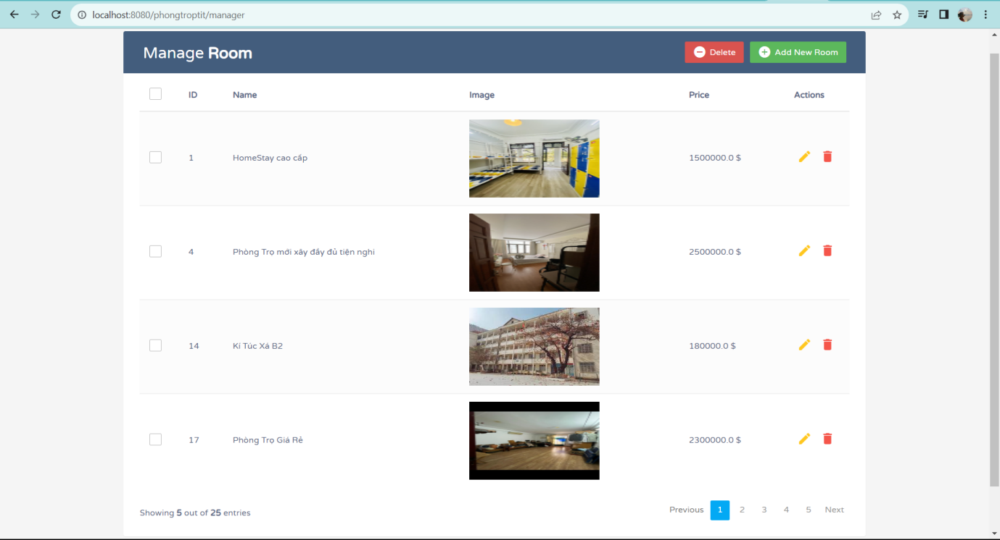 localhost:8080/phongtroptit/manager
Manage Room
Delete
Add New Room
ID Name Image Price Actions
1 HomeStay cao cấp 1500000.0 $
4 Phòng Trọ mới xây đầy đủ tiện nghi 2500000.0 $
14 Kí Túc Xá B2 180000.0 $
17 Phòng Trọ Giá Rẻ 2300000.0 $
Showing 5 out of 25 entries
Previous 1 2 3 4 5 Next